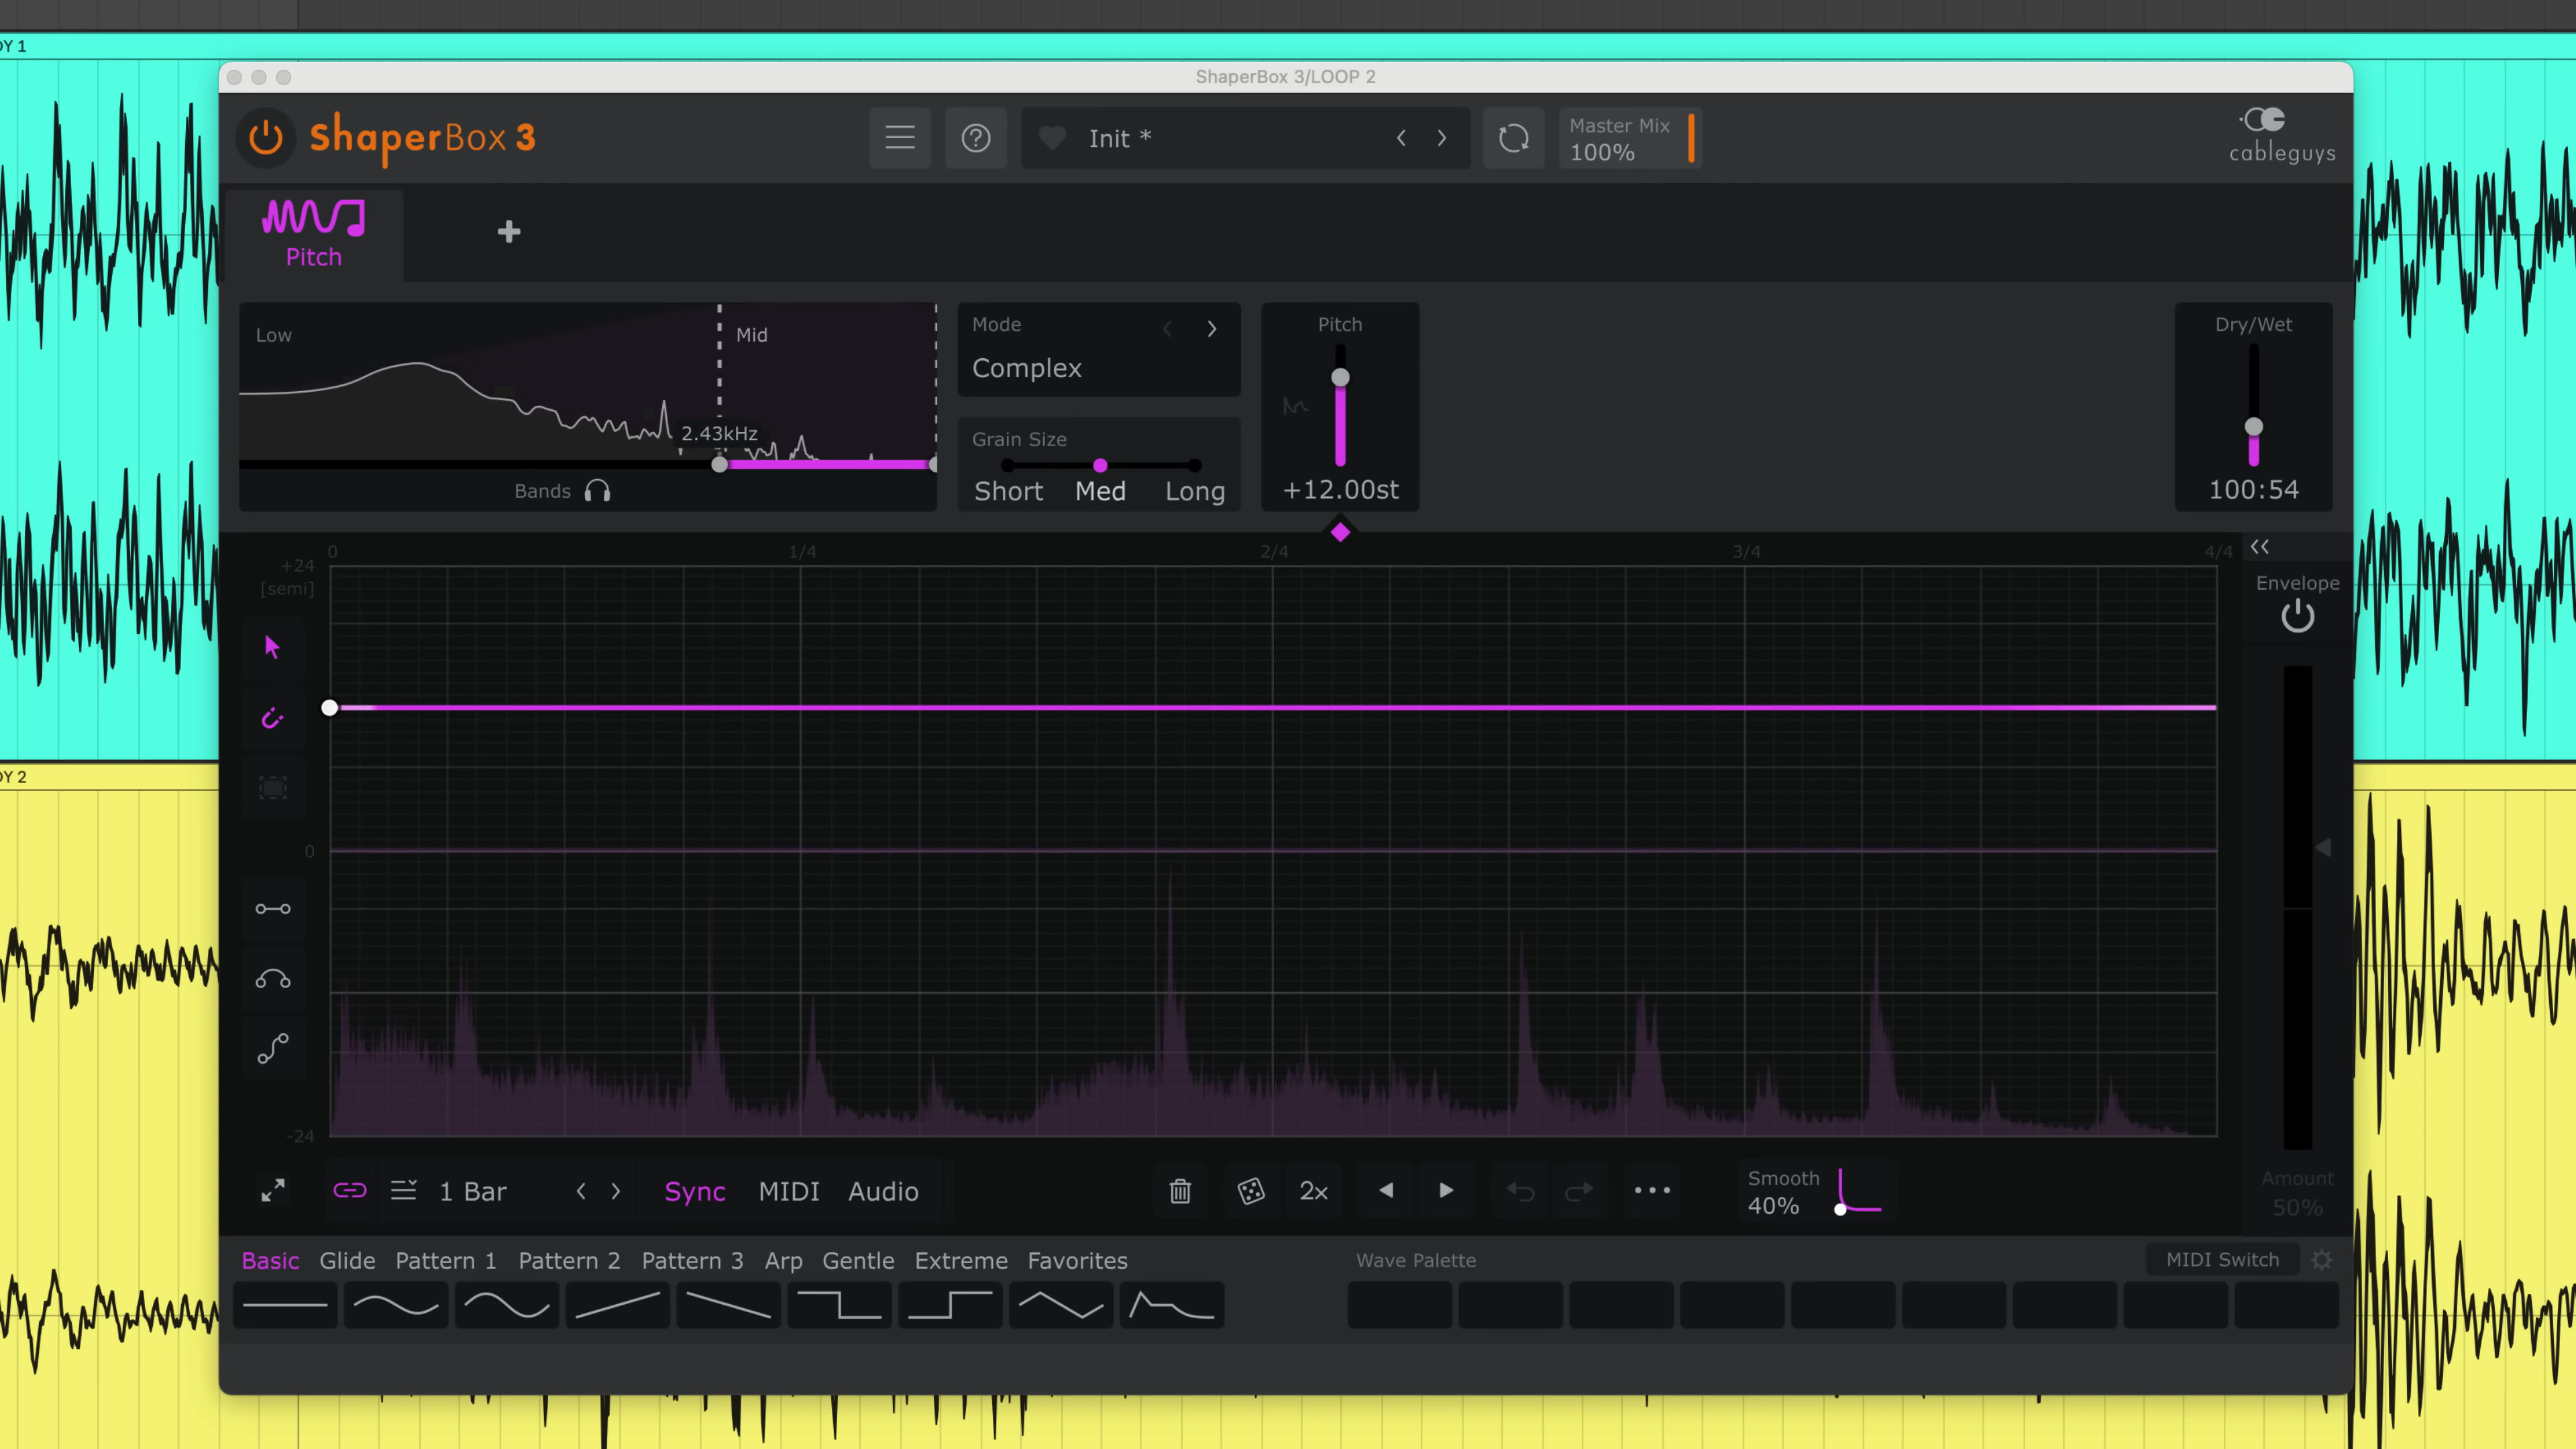 OY 1
ShaperBox 3/LOOP 2
ShaperBox 3
Init *
Master Mix
100%
cableguys
Pitch
Low
Mid
2.43kHz
Bands
Mode
Complex
Grain Size
Short Med Long
Pitch
+12.00st
Dry/Wet
100:54
0 1/4 2/4 3/4 4/4
+24
[semi]
0
-24
Envelope
Amount
50%
OY 2
1 Bar
Sync MIDI Audio
2x
Smooth
40%
Basic Glide Pattern 1 Pattern 2 Pattern 3 Arp Gentle Extreme Favorites
Wave Palette
MIDI Switch